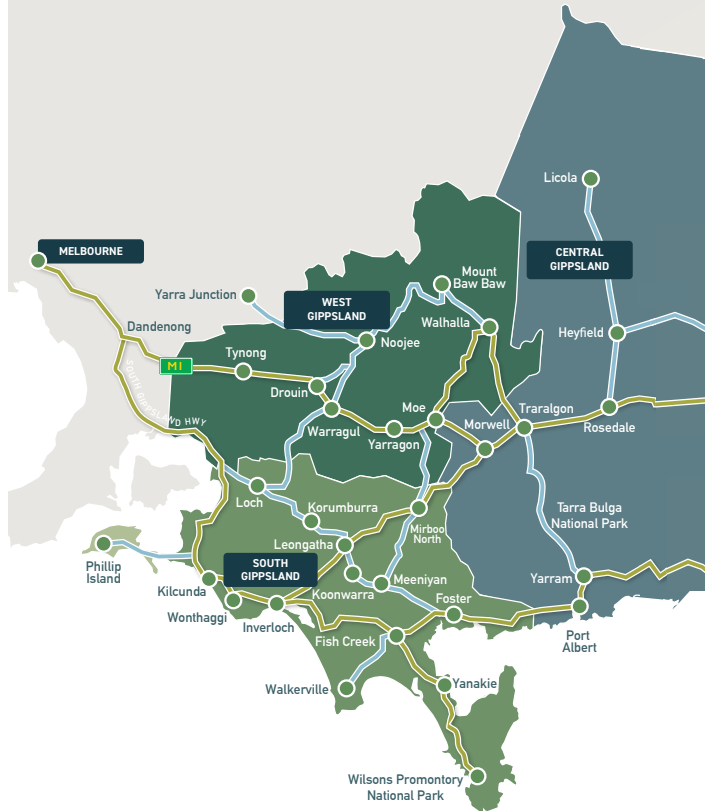 Licola
MELBOURNE
CENTRAL
GIPPSLAND
Mount
Baw Baw
Yarra Junction
WEST
GIPPSLAND
Walhalla
Dandenong
Noojee
Heyfield
Tynong
M1
SOUTH GIPPSLAND HWY
Drouin
Moe
Traralgon
Warragul
Morwell
Rosedale
Yarragon
Loch
Korumburra
Tarra Bulga
National Park
Mirboo
North
Leongatha
Phillip
Island
SOUTH
GIPPSLAND
Yarram
Kilcunda
Koonwarra
Meeniyan
Wonthaggi
Foster
Inverloch
Fish Creek
Port
Albert
Walkerville
Yanakie
Wilsons Promontory
National Park